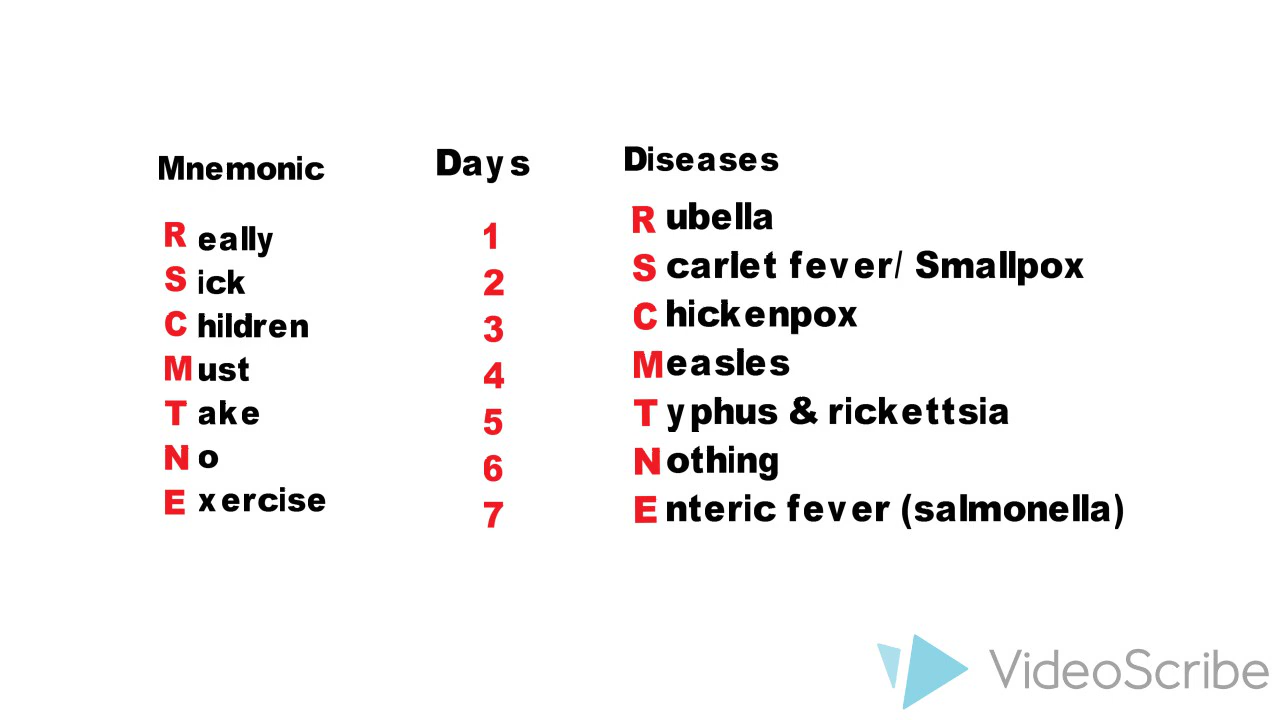 Mnemonic Days Diseases
Really 1 Rubella
Sick 2 Scarlet fever/ Smallpox
Children 3 Chickenpox
Must 4 Measles
Take 5 Typhus & rickettsia
No 6 Nothing
Exercise 7 Enteric fever (salmonella)
VideoScribe